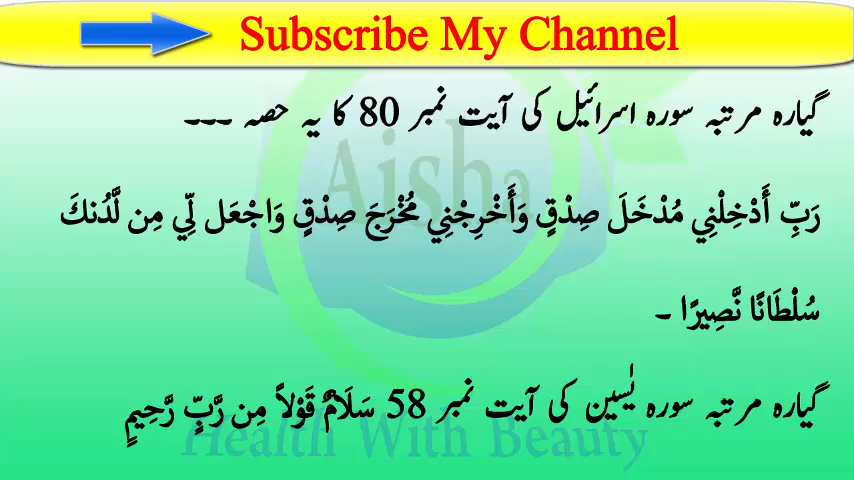 Subscribe My Channel
گیارہ مرتبہ سورہ اسرائیل کی آیت نمبر 80 کا یہ حصہ ۔۔۔
رَبِّ أَدْخِلْنِي مُدْخَلَ صِدْقٍ وَأَخْرِجْنِي مُخْرَجَ صِدْقٍ وَاجْعَل لِّي مِن لَّدُنكَ
سُلْطَانًا نَّصِيرًا ۔
گیارہ مرتبہ سورہ یٰسین کی آیت نمبر 58 سَلَامٌ قَوْلاً مِن رَّبٍّ رَّحِيمٍ
Aisha
Health With Beauty